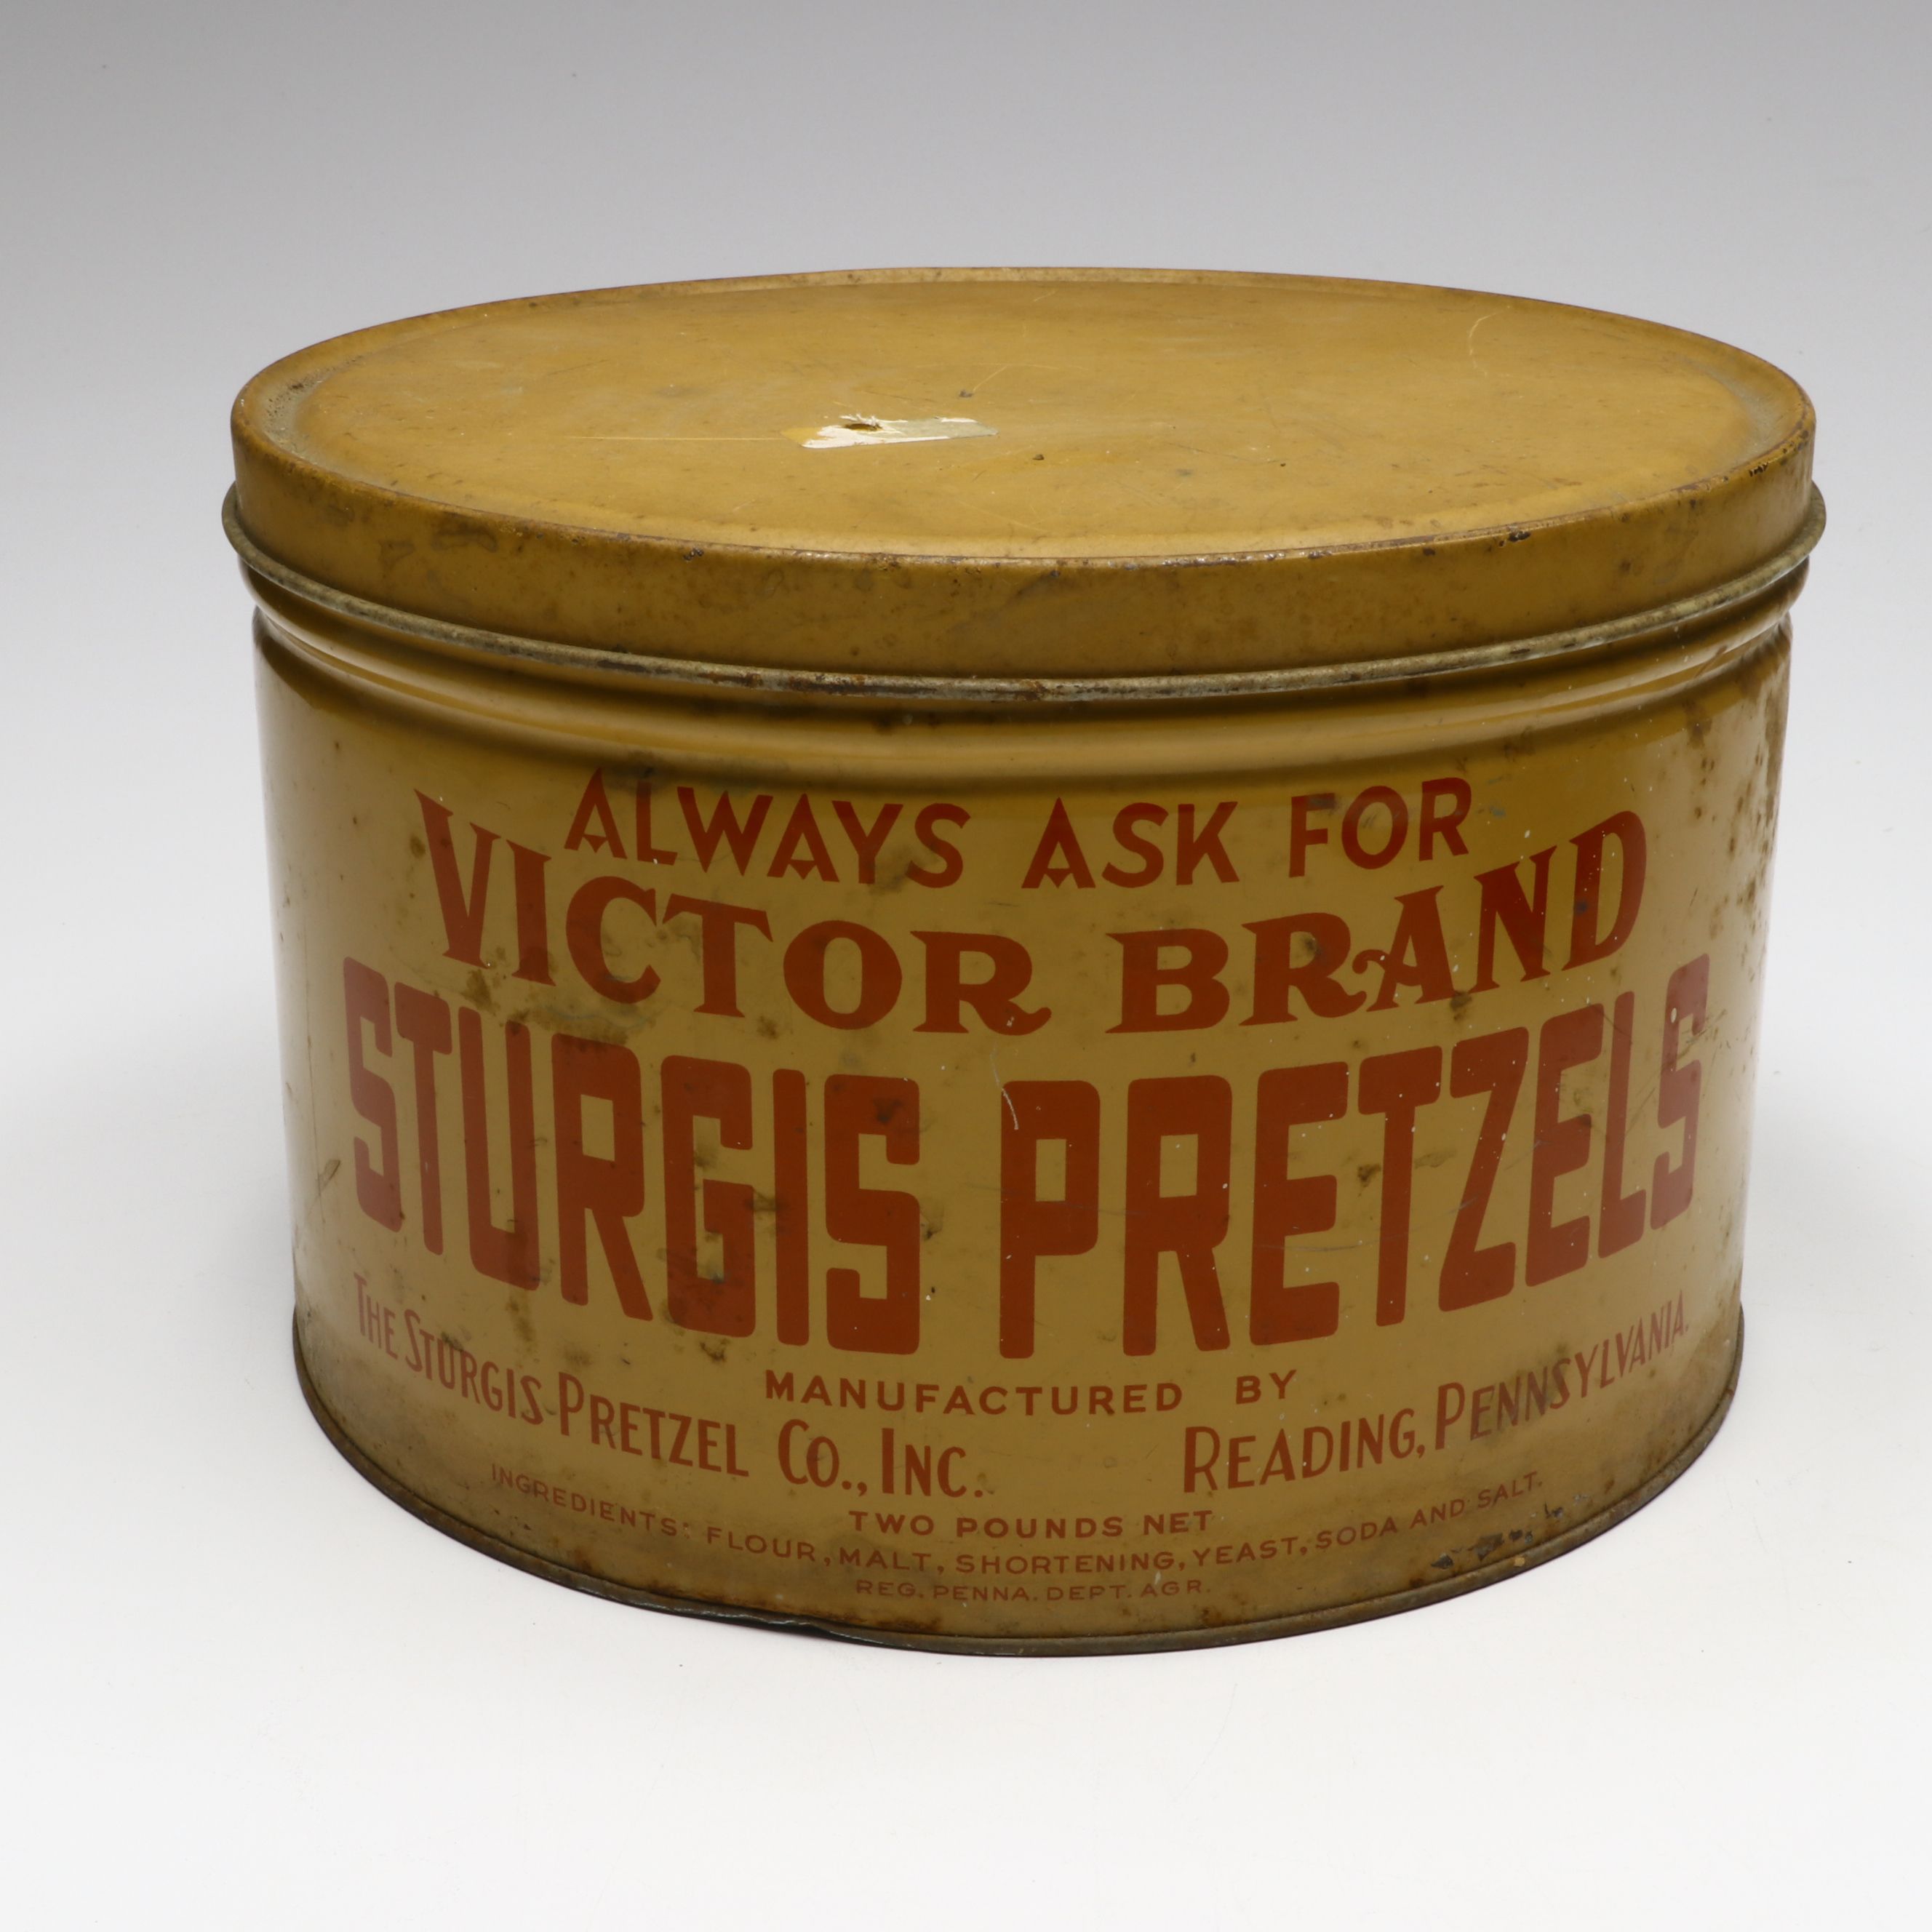 ALWAYS ASK FOR
VICTOR BRAND
STURGIS PRETZELS
MANUFACTURED BY
THE STURGIS PRETZEL CO., INC. READING, PENNSYLVANIA.
TWO POUNDS NET
INGREDIENTS: FLOUR, MALT, SHORTENING, YEAST, SODA AND SALT.
REG. PENNA. DEPT. AGR.